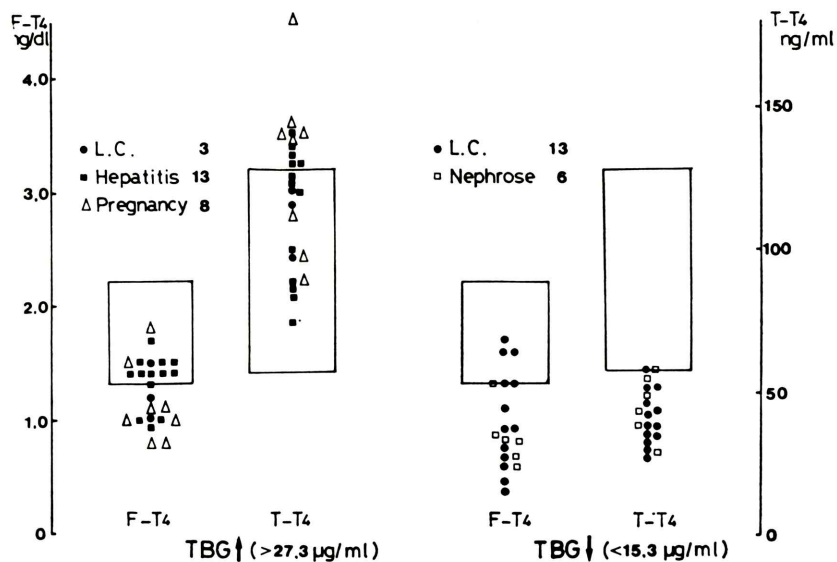 F-T4
ng/dl
4.0
3.0
2.0
1.0
0
● L.C. 3
■ Hepatitis 13
△ Pregnancy 8
F-T4 T-T4
TBG↑ (>27.3 μg/ml)
● L.C. 13
□ Nephrose 6
F-T4 T-T4
TBG↓ (<15.3 μg/ml)
T-T4
ng/ml
150
100
50
0